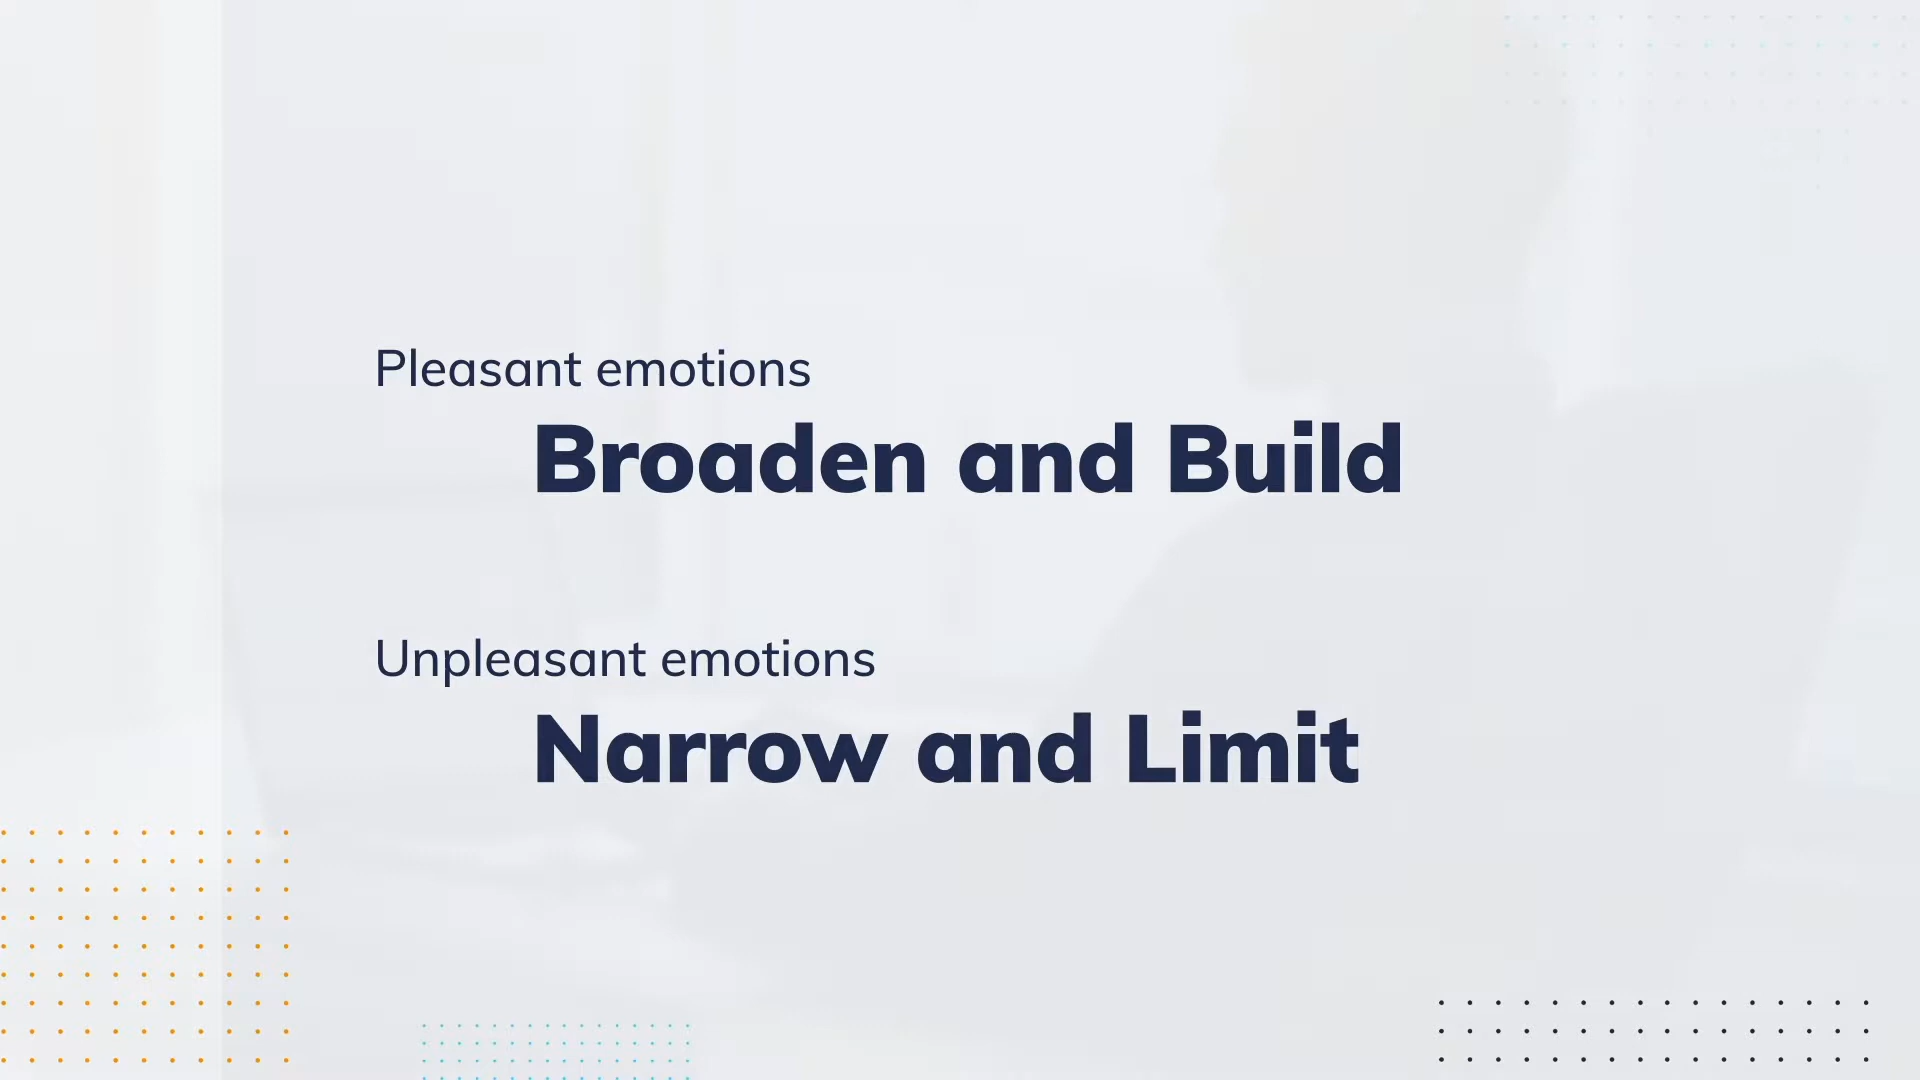 Pleasant emotions
Broaden and Build
Unpleasant emotions
Narrow and Limit